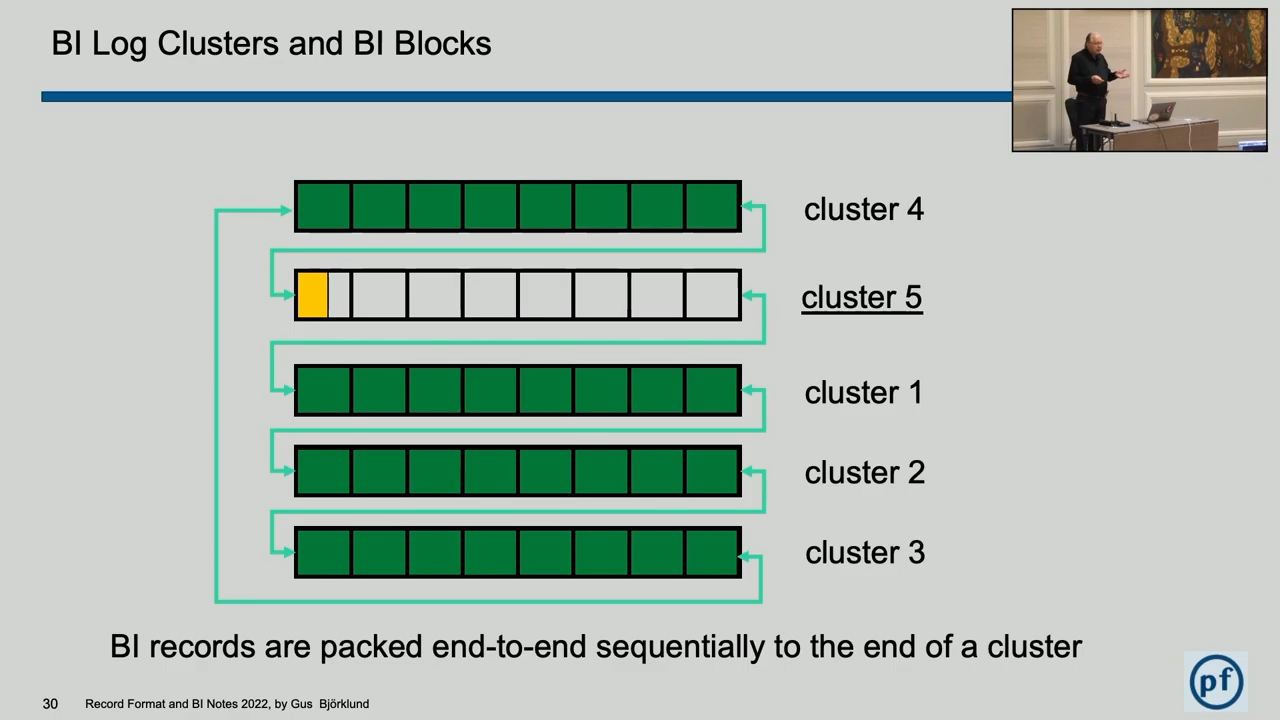 BI Log Clusters and BI Blocks
cluster 4
cluster 5
cluster 1
cluster 2
cluster 3
BI records are packed end-to-end sequentially to the end of a cluster
pf
30 Record Format and BI Notes 2022, by Gus Björklund